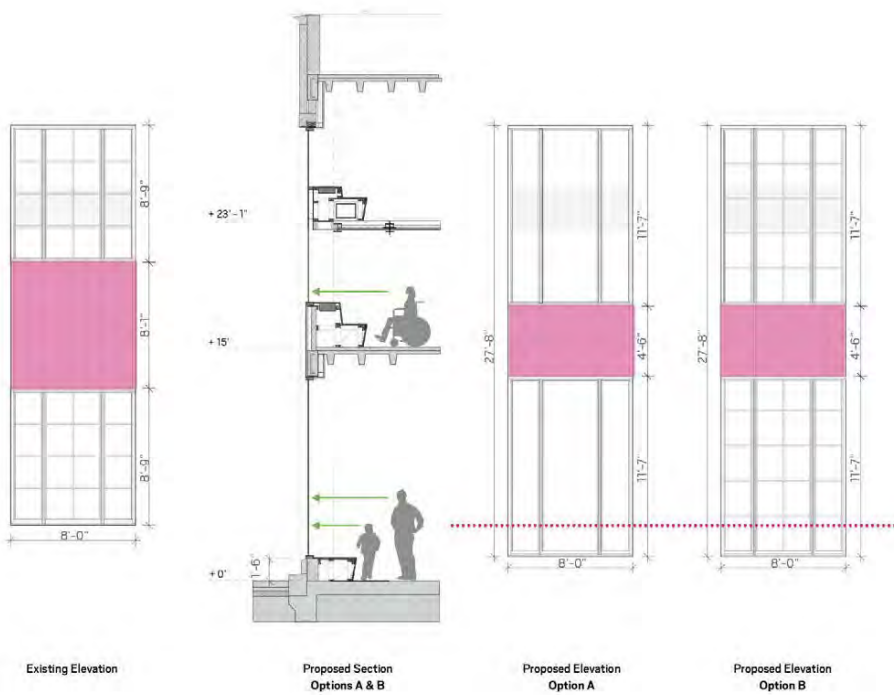 8'-9"
8'-1"
8'-9"
8'-0"
+ 23'-1"
+ 15'
+ 0'
1'-6"
27'-8"
11'-7"
4'-6"
11'-7"
8'-0"
27'-8"
11'-7"
4'-6"
11'-7"
8'-0"
Existing Elevation
Proposed Section
Options A & B
Proposed Elevation
Option A
Proposed Elevation
Option B